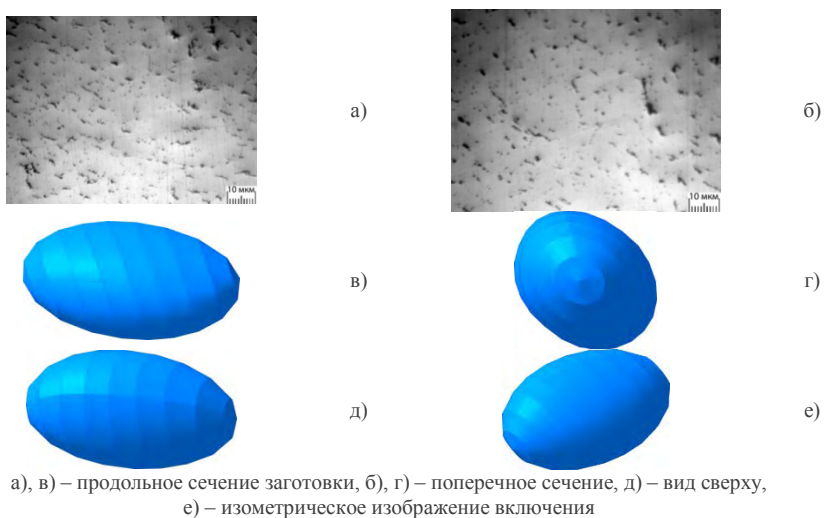 а)
б)
10 мкм
10 мкм
в)
г)
д)
е)
а), в) – продольное сечение заготовки, б), г) – поперечное сечение, д) – вид сверху,
е) – изометрическое изображение включения